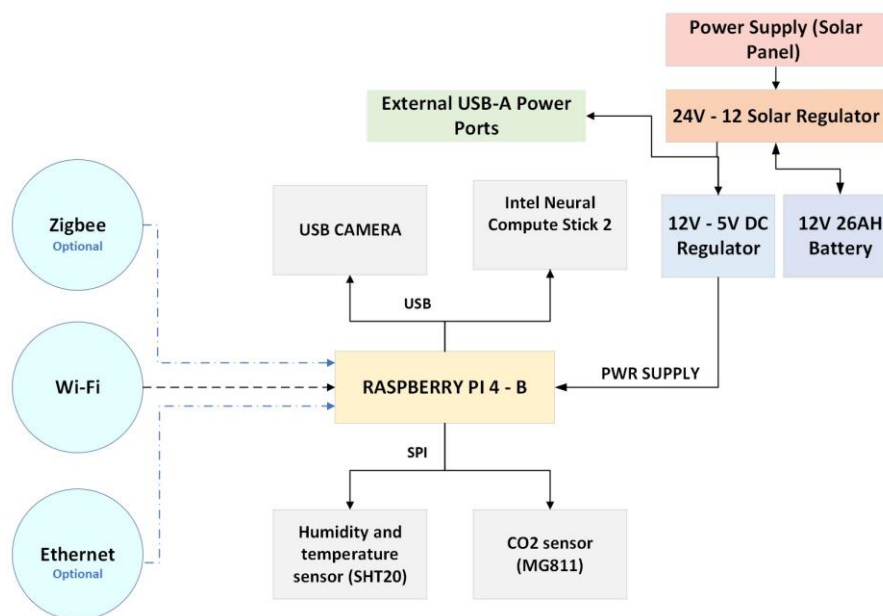 Power Supply (Solar
Panel)
External USB-A Power
Ports
24V - 12 Solar Regulator
Zigbee
Optional
USB CAMERA
Intel Neural
Compute Stick 2
12V - 5V DC
Regulator
12V 26AH
Battery
USB
Wi-Fi
RASPBERRY PI 4 - B
PWR SUPPLY
SPI
Ethernet
Optional
Humidity and
temperature
sensor (SHT20)
CO2 sensor
(MG811)